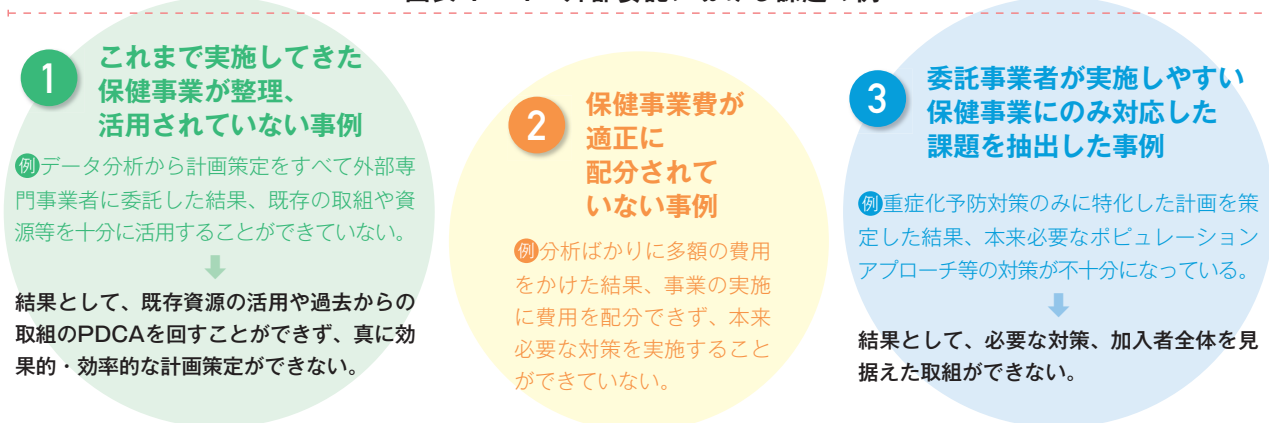 1
これまで実施してきた
保健事業が整理、
活用されていない事例
例データ分析から計画策定をすべて外部専
門事業者に委託した結果、既存の取組や資
源等を十分に活用することができていない。
結果として、既存資源の活用や過去からの
取組のPDCAを回すことができず、真に効
果的・効率的な計画策定ができない。
2
保健事業費が
適正に
配分されて
いない事例
例分析ばかりに多額の費用
をかけた結果、事業の実施
に費用を配分できず、本来
必要な対策を実施すること
ができていない。
3
委託事業者が実施しやすい
保健事業にのみ対応した
課題を抽出した事例
例重症化予防対策のみに特化した計画を策
定した結果、本来必要なポピュレーション
アプローチ等の対策が不十分になっている。
結果として、必要な対策、加入者全体を見
据えた取組ができない。